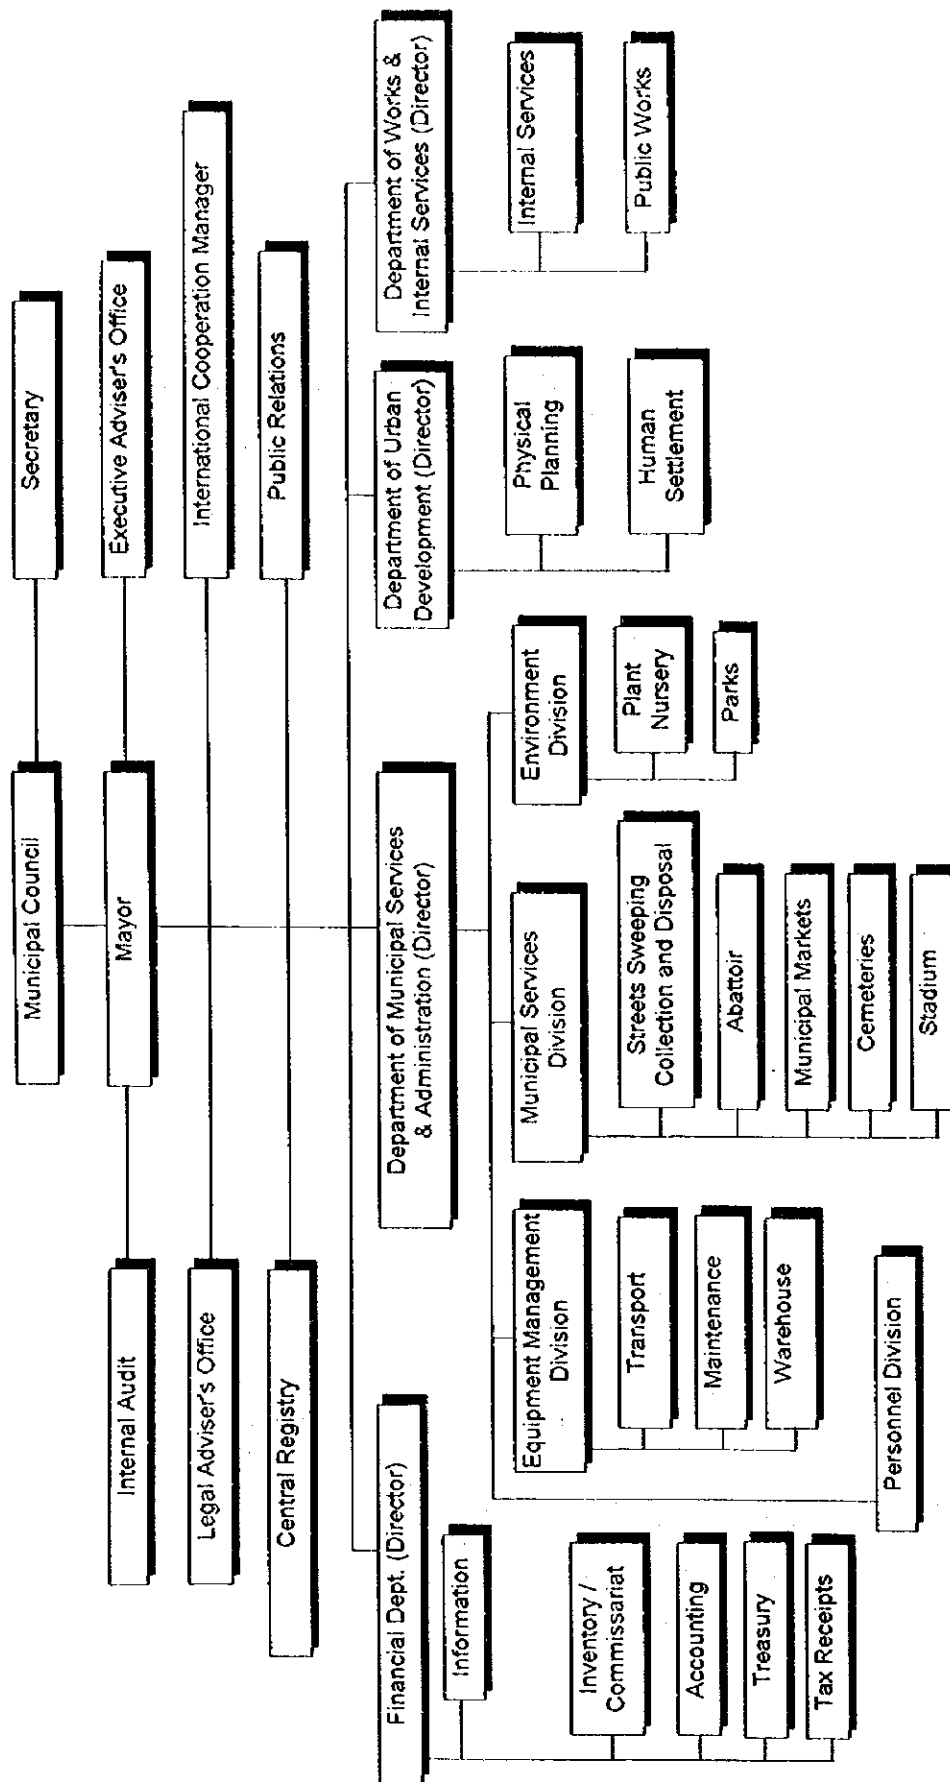 Municipal Council
Secretary
Mayor
Internal Audit
Executive Adviser's Office
Legal Adviser's Office
International Cooperation Manager
Central Registry
Public Relations
Financial Dept. (Director)
Department of Municipal Services
& Administration (Director)
Department of Urban
Development (Director)
Department of Works &
Internal Services (Director)
Information
Inventory /
Commissariat
Accounting
Treasury
Tax Receipts
Equipment Management
Division
Transport
Maintenance
Warehouse
Personnel Division
Municipal Services
Division
Streets Sweeping
Collection and Disposal
Abattoir
Municipal Markets
Cemeteries
Stadium
Environment
Division
Plant
Nursery
Parks
Physical
Planning
Human
Settlement
Internal Services
Public Works